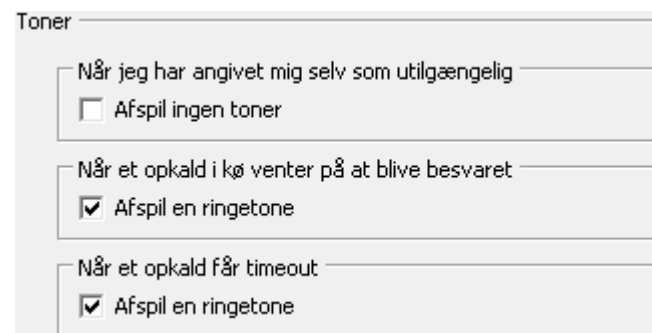 Toner
Når jeg har angivet mig selv som utilgængelig
Afspil ingen toner
Når et opkald i kø venter på at blive besvaret
Afspil en ringetone
Når et opkald får timeout
Afspil en ringetone